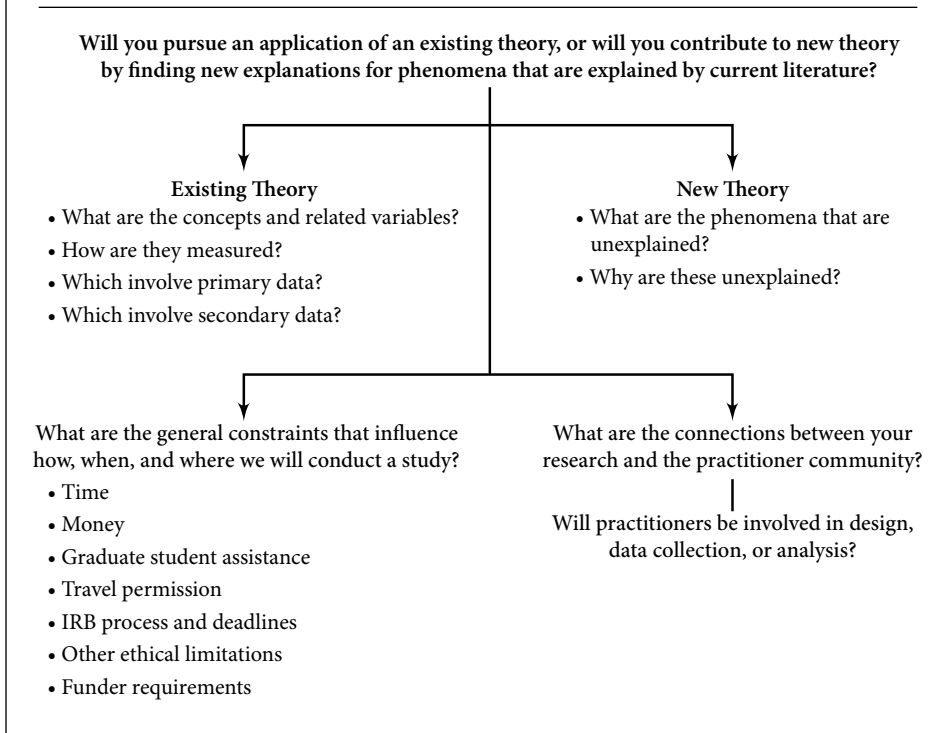 Will you pursue an application of an existing theory, or will you contribute to new theory
by finding new explanations for phenomena that are explained by current literature?
Existing Theory
• What are the concepts and related variables?
• How are they measured?
• Which involve primary data?
• Which involve secondary data?
New Theory
• What are the phenomena that are
unexplained?
• Why are these unexplained?
What are the general constraints that influence
how, when, and where we will conduct a study?
• Time
• Money
• Graduate student assistance
• Travel permission
• IRB process and deadlines
• Other ethical limitations
• Funder requirements
What are the connections between your
research and the practitioner community?
Will practitioners be involved in design,
data collection, or analysis?